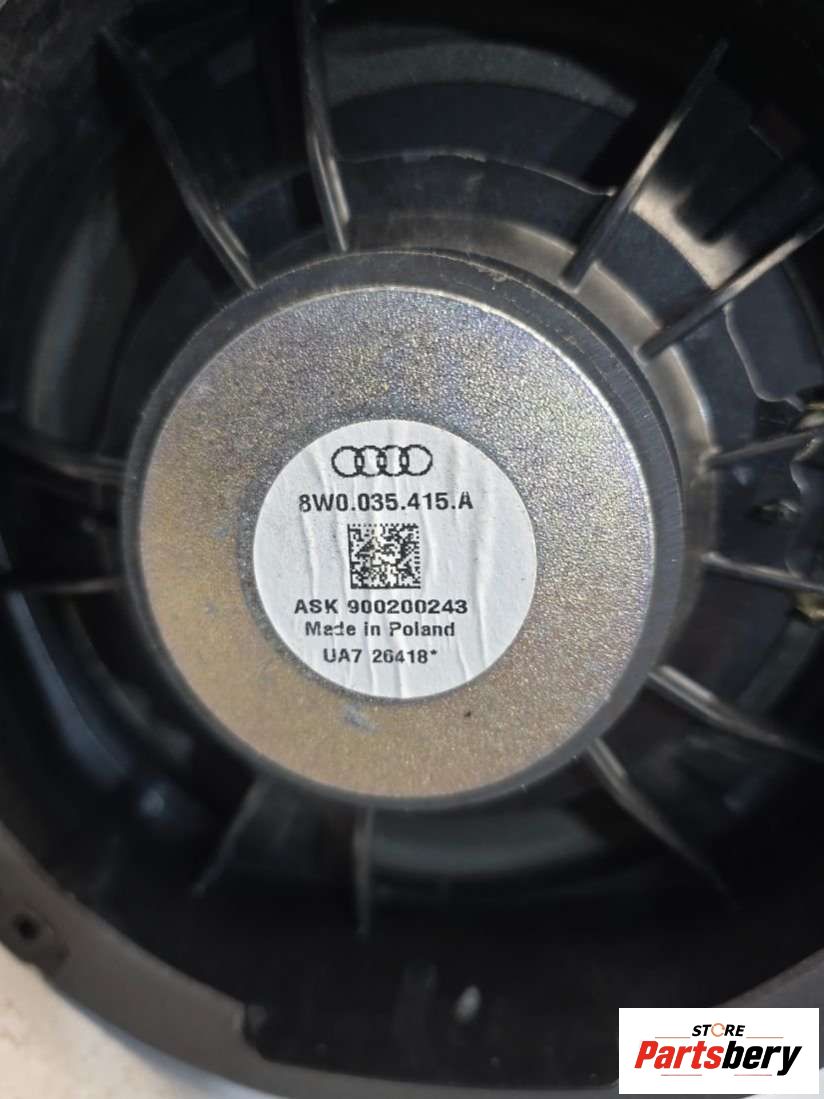 8W0.035.415.A
ASK 900200243
Made in Poland
UA7 26418*
STORE
Partsbery